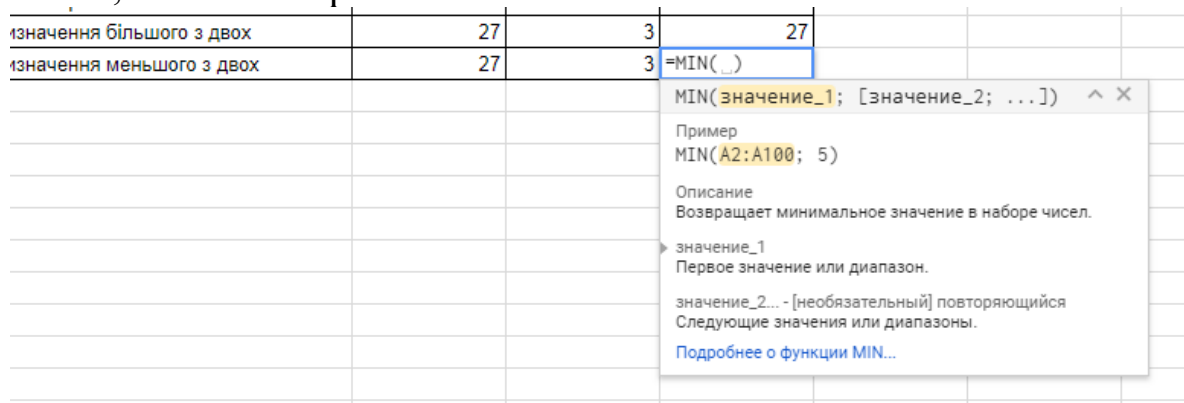 изначення більшого з двох 27 3 27
изначення меньшого з двох 27 3 =MIN( )
MIN(значение_1; [значение_2; ...])
Пример
MIN(A2:A100; 5)
Описание
Возвращает минимальное значение в наборе чисел.
значение_1
Первое значение или диапазон.
значение_2... - [необязательный] повторяющийся
Следующие значения или диапазоны.
Подробнее о функции MIN...